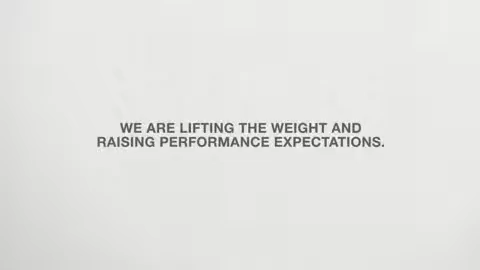 WE ARE LIFTING THE WEIGHT AND
RAISING PERFORMANCE EXPECTATIONS.